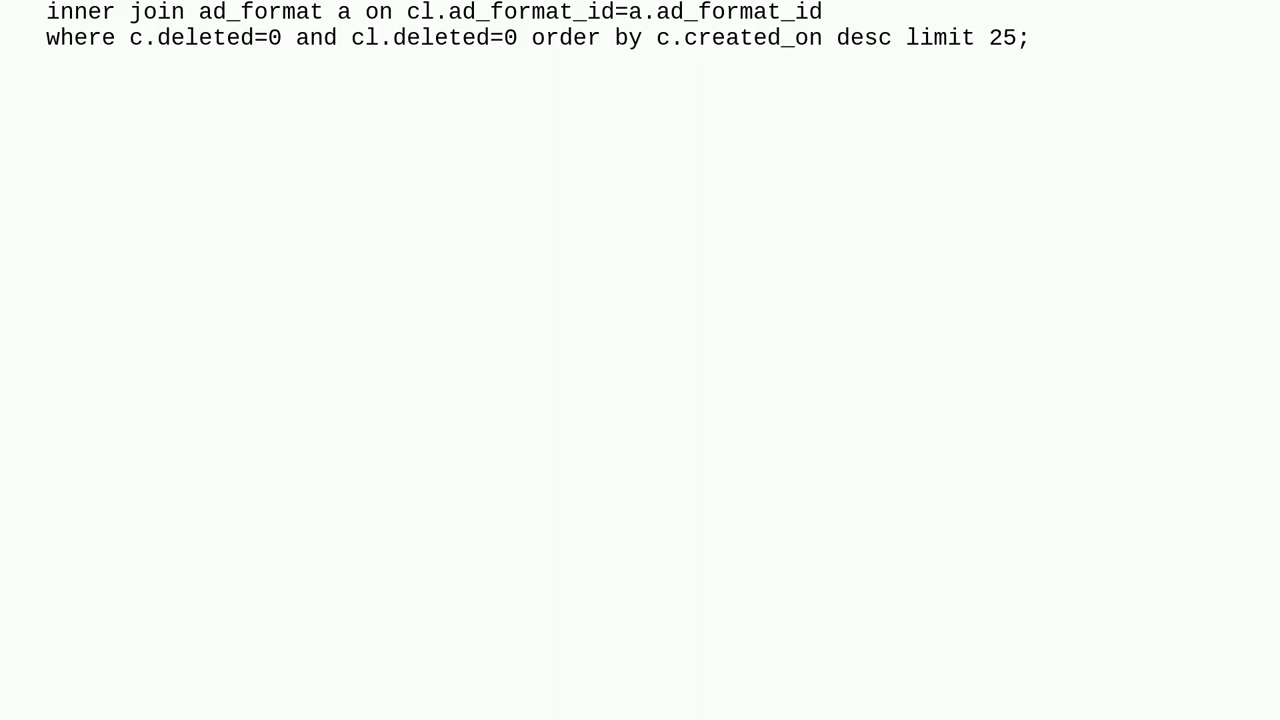 inner join ad_format a on cl.ad_format_id=a.ad_format_id
where c.deleted=0 and cl.deleted=0 order by c.created_on desc limit 25;